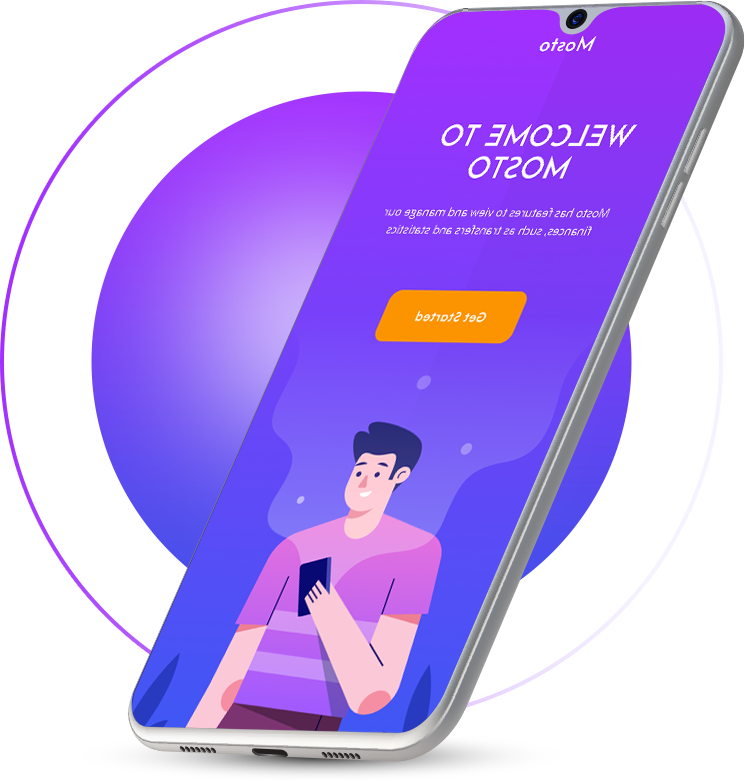 Mosto
WELCOME TO
MOSTO
Mosto has features to view and manage our
finances, such as transfers and statistics
Get Started